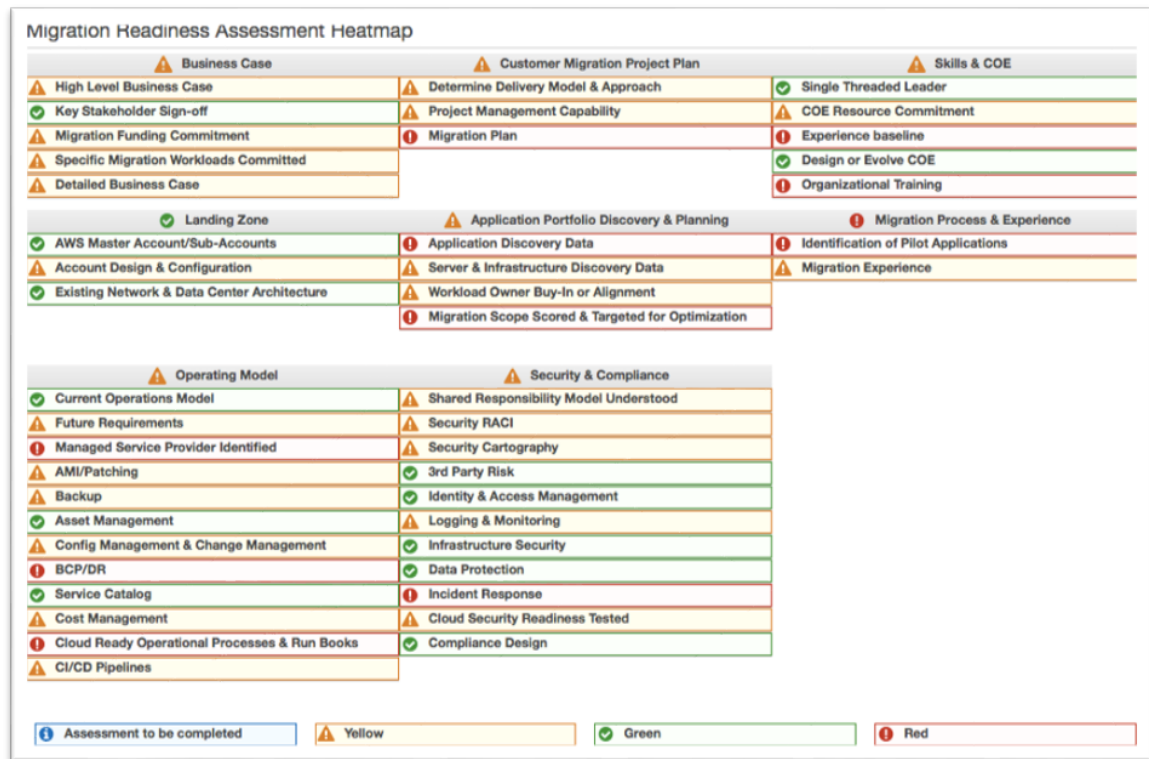 Migration Readiness Assessment Heatmap
Business Case
High Level Business Case
Key Stakeholder Sign-off
Migration Funding Commitment
Specific Migration Workloads Committed
Detailed Business Case
Customer Migration Project Plan
Determine Delivery Model & Approach
Project Management Capability
Migration Plan
Skills & COE
Single Threaded Leader
COE Resource Commitment
Experience baseline
Design or Evolve COE
Organizational Training
Landing Zone
AWS Master Account/Sub-Accounts
Account Design & Configuration
Existing Network & Data Center Architecture
Application Portfolio Discovery & Planning
Application Discovery Data
Server & Infrastructure Discovery Data
Workload Owner Buy-In or Alignment
Migration Scope Scored & Targeted for Optimization
Migration Process & Experience
Identification of Pilot Applications
Migration Experience
Operating Model
Current Operations Model
Future Requirements
Managed Service Provider Identified
AMI/Patching
Backup
Asset Management
Config Management & Change Management
BCP/DR
Service Catalog
Cost Management
Cloud Ready Operational Processes & Run Books
CI/CD Pipelines
Security & Compliance
Shared Responsibility Model Understood
Security RACI
Security Cartography
3rd Party Risk
Identity & Access Management
Logging & Monitoring
Infrastructure Security
Data Protection
Incident Response
Cloud Security Readiness Tested
Compliance Design
Assessment to be completed
Yellow
Green
Red